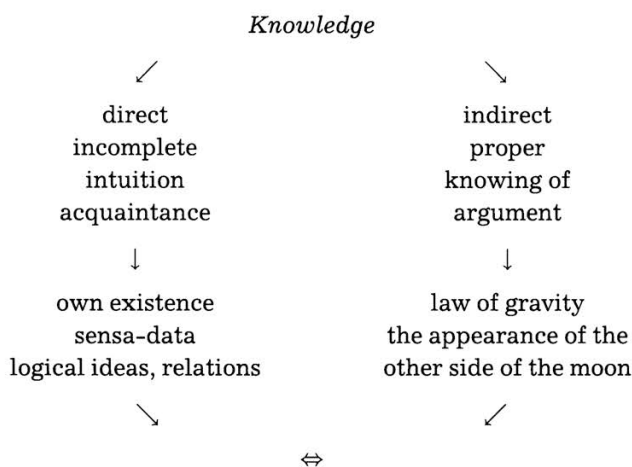 Knowledge
↙ ↘
direct
incomplete
intuition
acquaintance
↓
own existence
sensa-data
logical ideas, relations
↘
indirect
proper
knowing of
argument
↓
law of gravity
the appearance of the
other side of the moon
↙
⇔